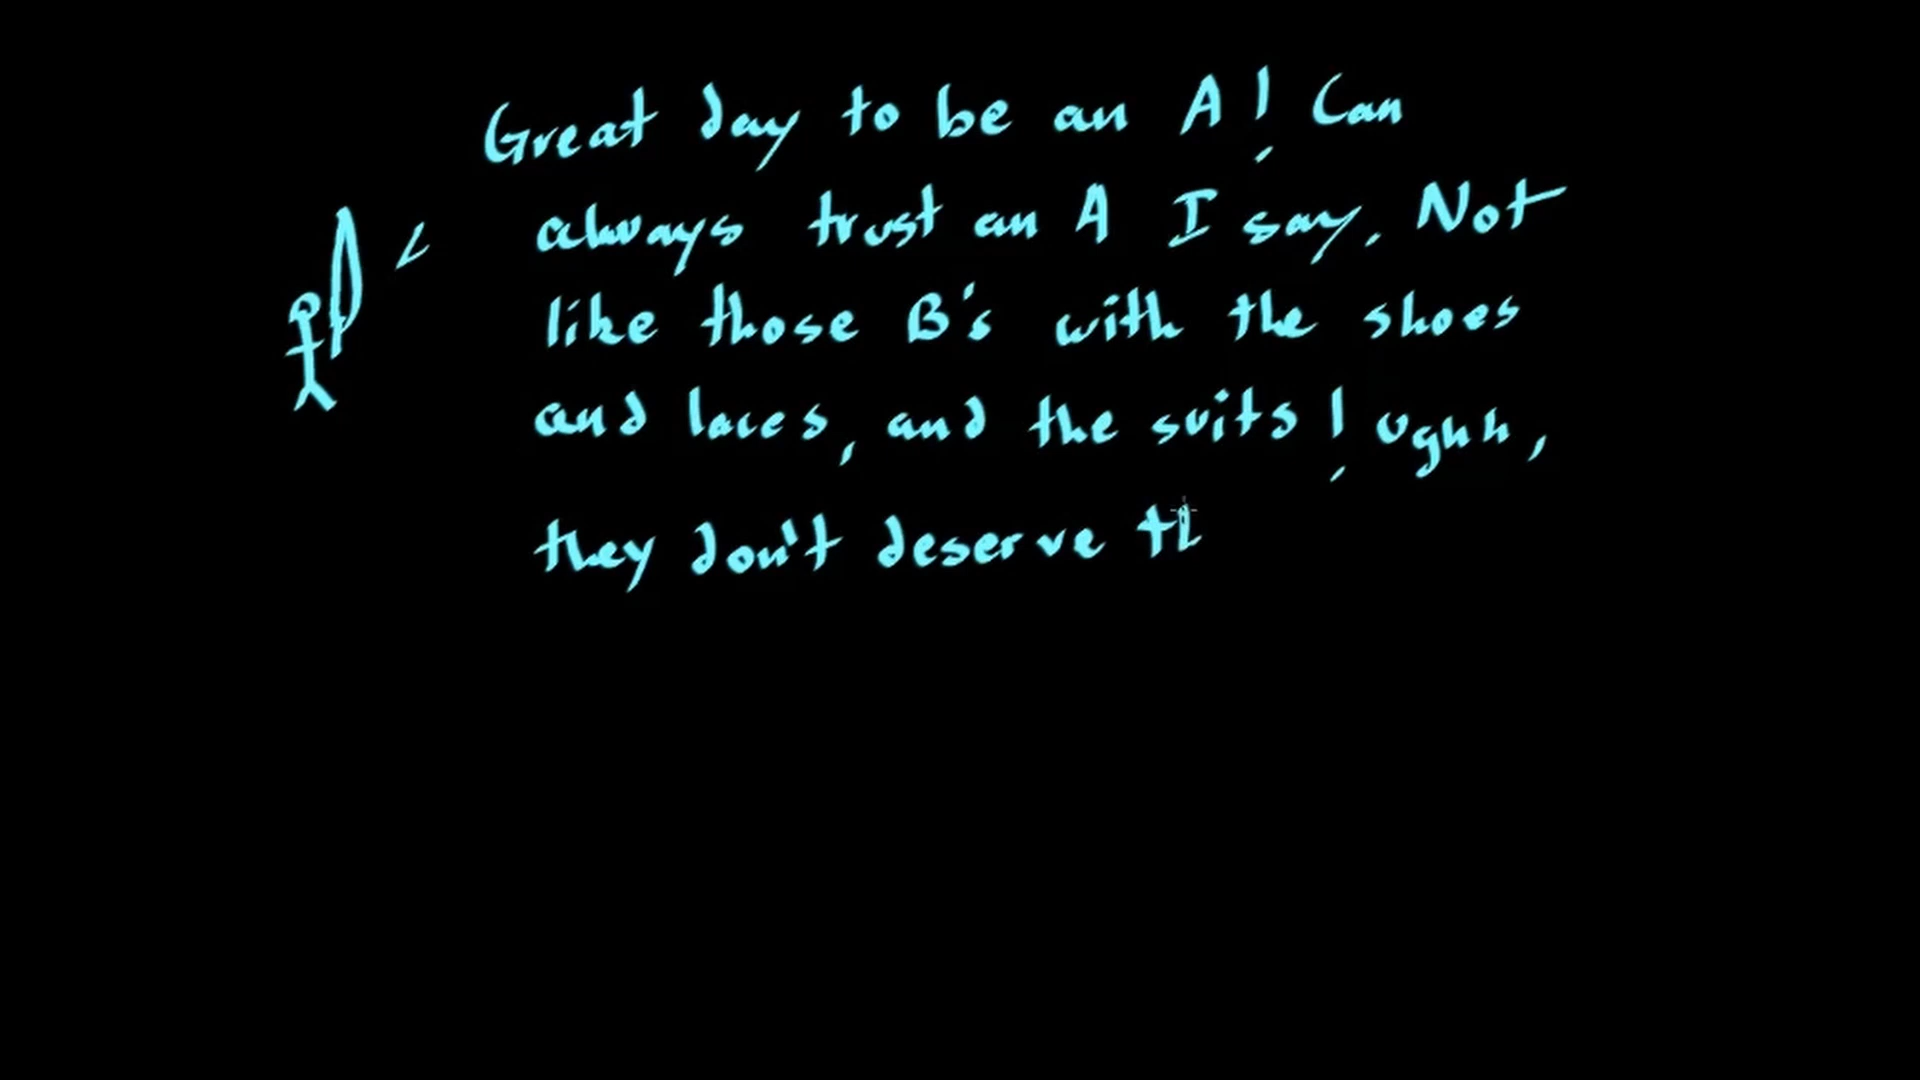 Great day to be an A! Can
always trust an A I say. Not
like those B's with the shoes
and laces, and the suits! ughh,
they don't deserve th